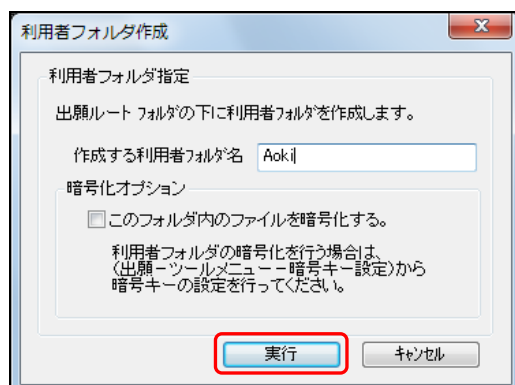 利用者フォルダ作成
利用者フォルダ指定
出願ルート フォルダの下に利用者フォルダを作成します。
作成する利用者フォルダ名 Aoki
暗号化オプション
このフォルダ内のファイルを暗号化する。
利用者フォルダの暗号化を行う場合は、
(出願－ツールメニュー－暗号キー設定)から
暗号キーの設定を行ってください。
実行 キャンセル